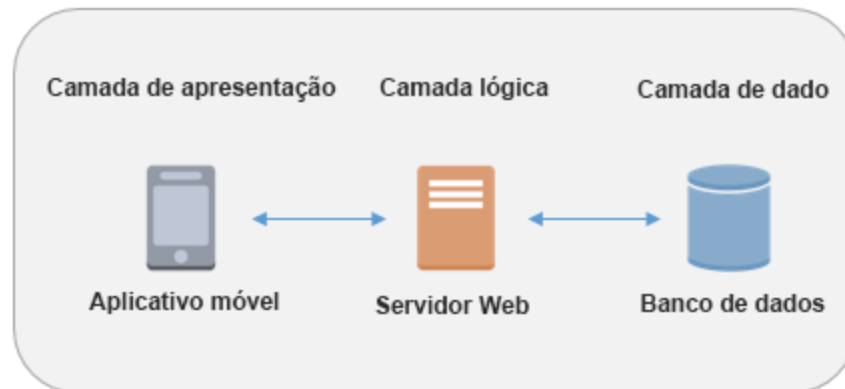 Camada de apresentação
Camada lógica
Camada de dado
Aplicativo móvel
Servidor Web
Banco de dados